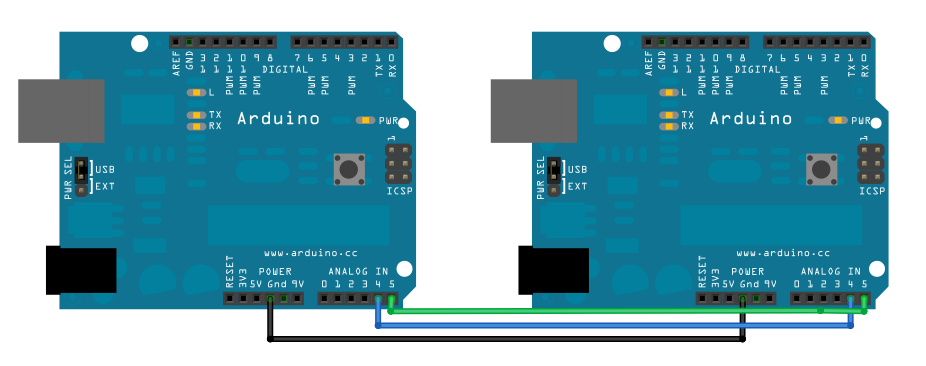 AREF
GND
13 12 11 10 9 8 7 6 5 4 3 2 1 0
PWM PWM PWM PWM PWM PWM TX RX
DIGITAL
L
TX
RX
Arduino
PWR
1
PWR SEL
USB
EXT
ICSP
www.arduino.cc
RESET
3V3
POWER
5V Gnd 9V
ANALOG IN
0 1 2 3 4 5
AREF
GND
13 12 11 10 9 8 7 6 5 4 3 2 1 0
PWM PWM PWM PWM PWM PWM TX RX
DIGITAL
L
TX
RX
Arduino
PWR
1
PWR SEL
USB
EXT
ICSP
www.arduino.cc
RESET
3V3
POWER
5V Gnd 9V
ANALOG IN
0 1 2 3 4 5